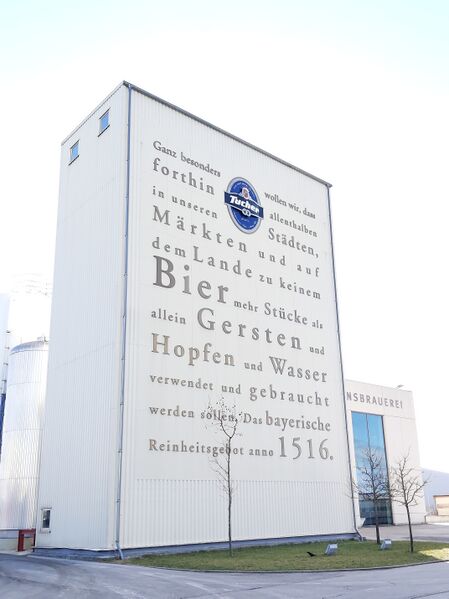 Ganz besonders wollen wir, dass
forthin allenthalben
in unseren Städten,
Märkten und auf
dem Lande zu keinem
Bier mehr Stücke als
allein Gersten und
Hopfen und Wasser
verwendet und gebraucht
werden sollen. Das bayerische
Reinheitsgebot anno 1516.
Tucher
NSBRAUEREI